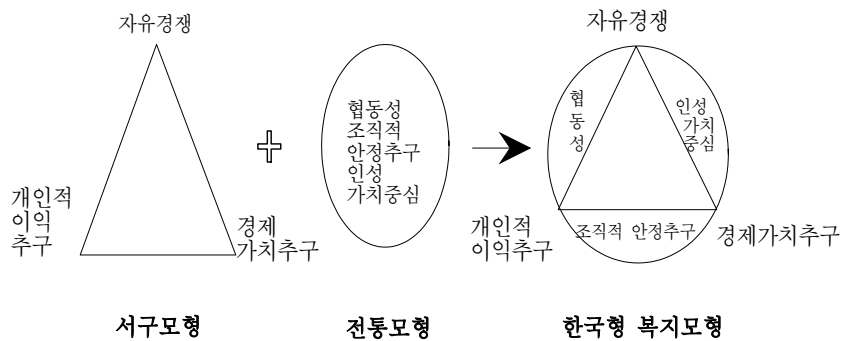 자유경쟁
개인적
이익
추구
경제
가치추구
협동성
조직적
안정추구
인성
가치중심
자유경쟁
협
동
성
인성
가치
중심
개인적
이익추구
조직적 안정추구
경제가치추구
서구모형
전통모형
한국형 복지모형